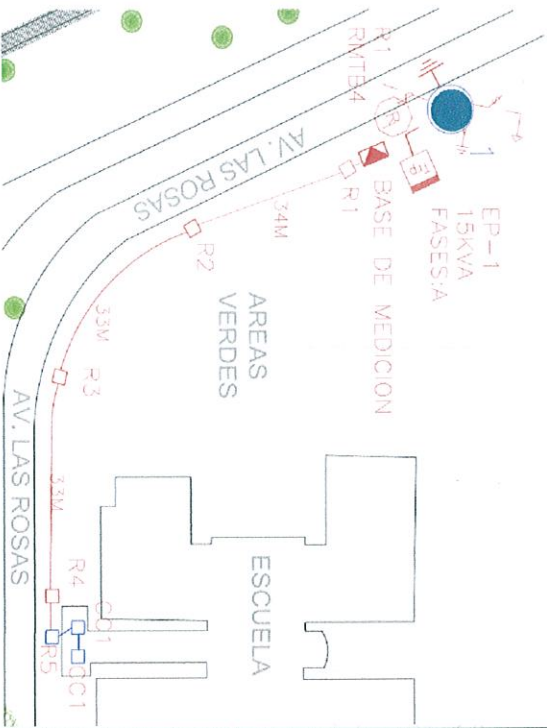 EP-1
15KVA
FASES:A
1
R1
RMTB4
R
BASE DE MEDICION
R1
34M
AV. LAS ROSAS
R2
AREAS
VERDES
33M
R3
AV. LAS ROSAS
33M
ESCUELA
R4
CC1
R5
CC1